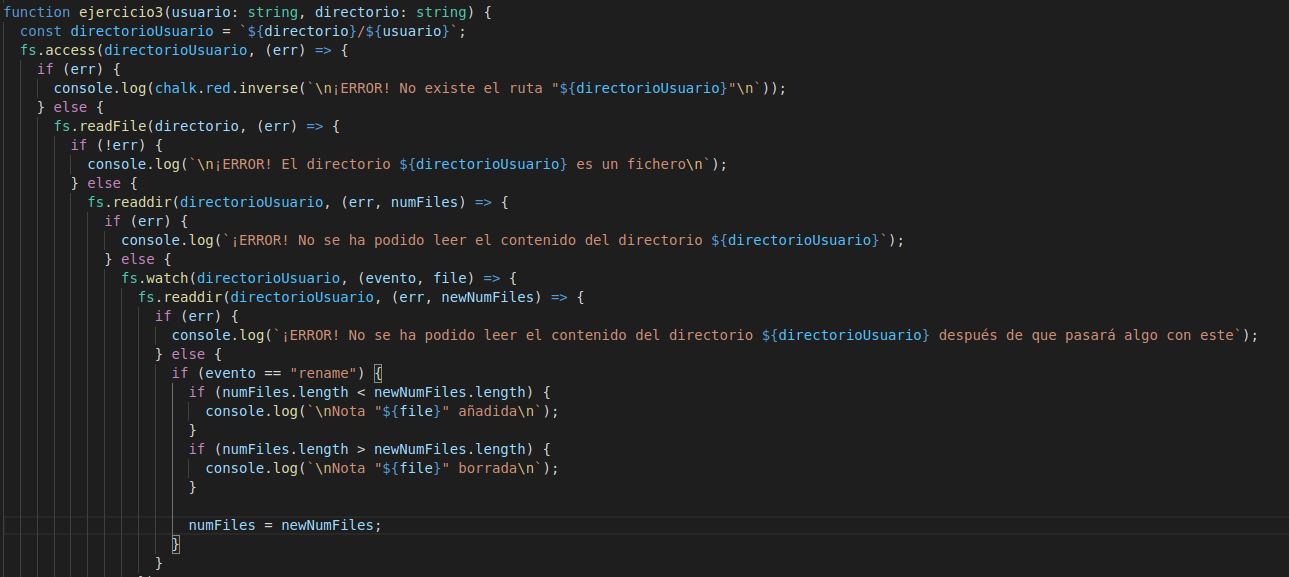 function ejercicio3(usuario: string, directorio: string) {
  const directorioUsuario = `${directorio}/${usuario}`;
  fs.access(directorioUsuario, (err) => {
    if (err) {
      console.log(chalk.red.inverse(`\n¡ERROR! No existe el ruta "${directorioUsuario}"\n`));
    } else {
      fs.readFile(directorio, (err) => {
        if (!err) {
          console.log(`\n¡ERROR! El directorio ${directorioUsuario} es un fichero\n`);
        } else {
          fs.readdir(directorioUsuario, (err, numFiles) => {
            if (err) {
              console.log(`¡ERROR! No se ha podido leer el contenido del directorio ${directorioUsuario}`);
            } else {
              fs.watch(directorioUsuario, (evento, file) => {
                fs.readdir(directorioUsuario, (err, newNumFiles) => {
                  if (err) {
                    console.log(`¡ERROR! No se ha podido leer el contenido del directorio ${directorioUsuario} después de que pasará algo con este`);
                  } else {
                    if (evento == "rename") {
                      if (numFiles.length < newNumFiles.length) {
                        console.log(`\nNota "${file}" añadida\n`);
                      }
                      if (numFiles.length > newNumFiles.length) {
                        console.log(`\nNota "${file}" borrada\n`);
                      }
                      numFiles = newNumFiles;
                    }
                  }